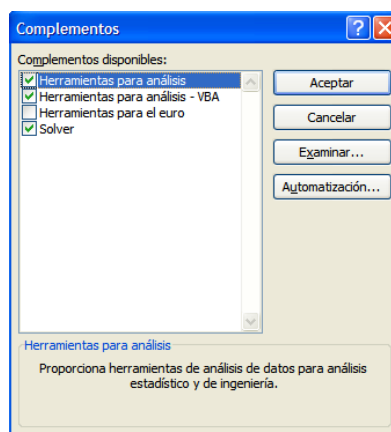 Complementos
Complementos disponibles:
Herramientas para análisis
Herramientas para análisis - VBA
Herramientas para el euro
Solver
Aceptar
Cancelar
Examinar...
Automatización...
Herramientas para análisis
Proporciona herramientas de análisis de datos para análisis
estadístico y de ingeniería.